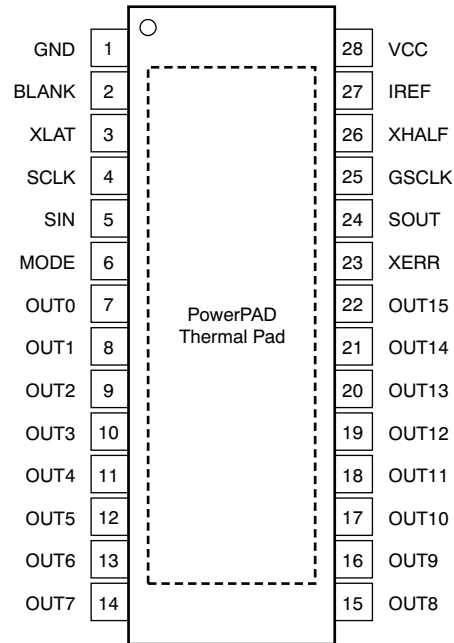 GND 1 28 VCC
BLANK 2 27 IREF
XLAT 3 26 XHALF
SCLK 4 25 GSCLK
SIN 5 24 SOUT
MODE 6 23 XERR
OUT0 7 22 OUT15
PowerPAD
Thermal Pad
OUT1 8 21 OUT14
OUT2 9 20 OUT13
OUT3 10 19 OUT12
OUT4 11 18 OUT11
OUT5 12 17 OUT10
OUT6 13 16 OUT9
OUT7 14 15 OUT8